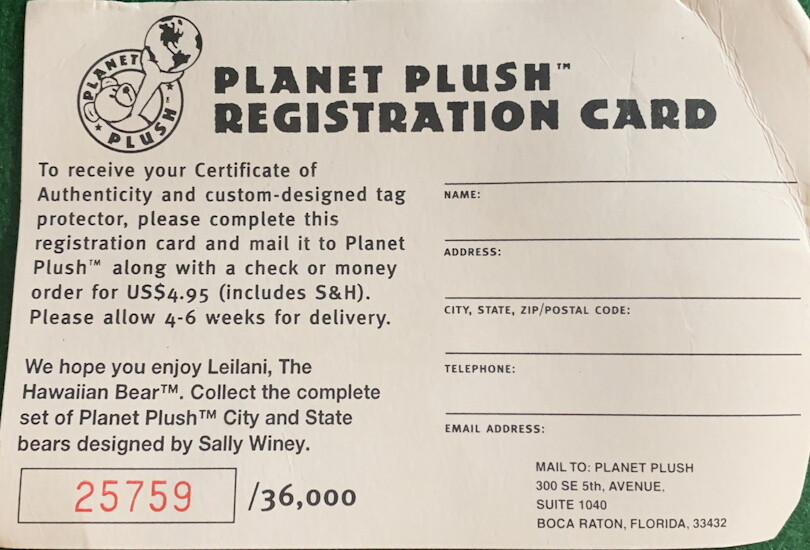 PLANET
PLUSH™
PLANET PLUSH™
REGISTRATION CARD
To receive your Certificate of
Authenticity and custom-designed tag
protector, please complete this
registration card and mail it to Planet
Plush™ along with a check or money
order for US$4.95 (includes S&H).
Please allow 4-6 weeks for delivery.
We hope you enjoy Leilani, The
Hawaiian Bear™. Collect the complete
set of Planet Plush™ City and State
bears designed by Sally Winey.
25759 /36,000
NAME:
ADDRESS:
CITY, STATE, ZIP/POSTAL CODE:
TELEPHONE:
EMAIL ADDRESS:
MAIL TO: PLANET PLUSH
300 SE 5th, AVENUE,
SUITE 1040
BOCA RATON, FLORIDA, 33432